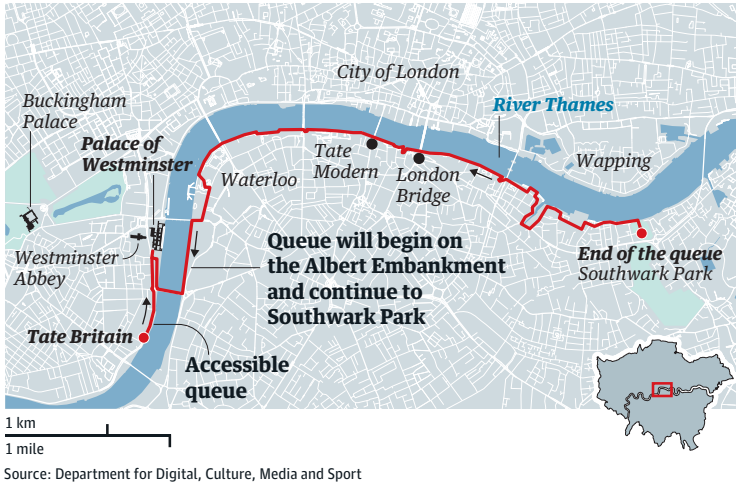 City of London
Buckingham
Palace
River Thames
Palace of
Westminster
Tate
Modern
Wapping
London
Bridge
Waterloo
Queue will begin on
the Albert Embankment
and continue to
Southwark Park
Westminster
Abbey
End of the queue
Southwark Park
Tate Britain
Accessible
queue
1 km
1 mile
Source: Department for Digital, Culture, Media and Sport